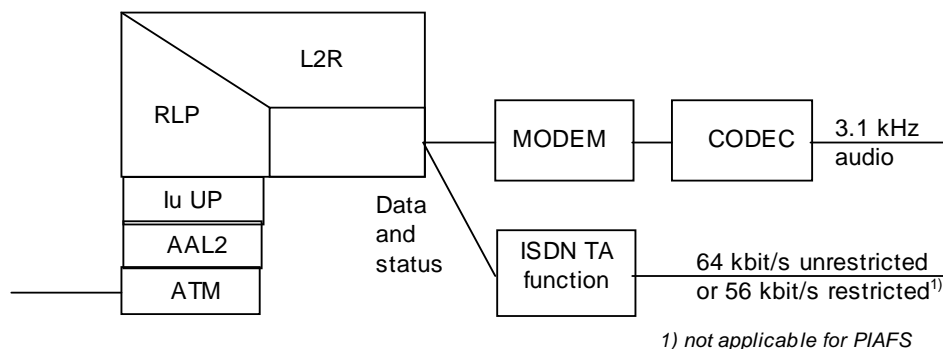 L2R
RLP
MODEM
CODEC
3.1 kHz
audio
Iu UP
AAL2
ATM
Data
and
status
ISDN TA
function
64 kbit/s unrestricted
or 56 kbit/s restricted1)
1) not applicable for PIAFS